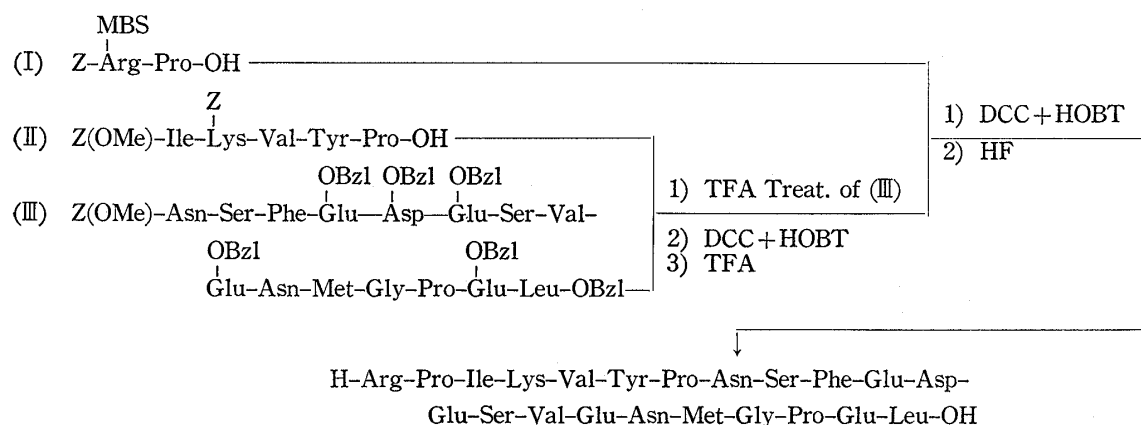 MBS
(I) Z–Arg–Pro–OH
Z
(II) Z(OMe)–Ile–Lys–Val–Tyr–Pro–OH
1) DCC+HOBT
2) HF
OBzl OBzl OBzl
(III) Z(OMe)–Asn–Ser–Phe–Glu—Asp—Glu–Ser–Val–
1) TFA Treat. of (III)
2) DCC+HOBT
3) TFA
OBzl OBzl
Glu–Asn–Met–Gly–Pro–Glu–Leu–OBzl
H–Arg–Pro–Ile–Lys–Val–Tyr–Pro–Asn–Ser–Phe–Glu–Asp–
Glu–Ser–Val–Glu–Asn–Met–Gly–Pro–Glu–Leu–OH